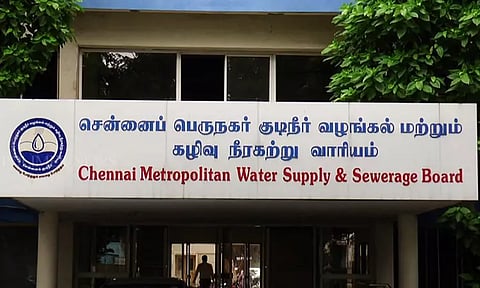 சென்னைப் பெருநகர் குடிநீர் வழங்கல் மற்றும்
கழிவு நீரகற்று வாரியம்
Chennai Metropolitan Water Supply & Sewerage Board